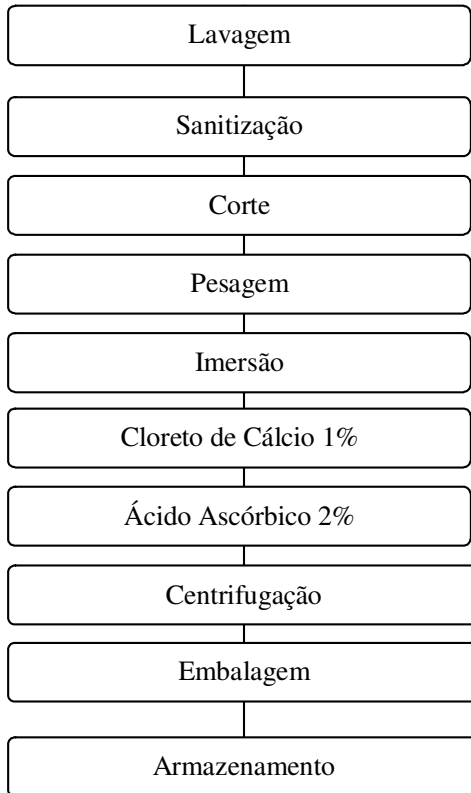 Lavagem
Sanitização
Corte
Pesagem
Imersão
Cloreto de Cálcio 1%
Ácido Ascórbico 2%
Centrifugação
Embalagem
Armazenamento